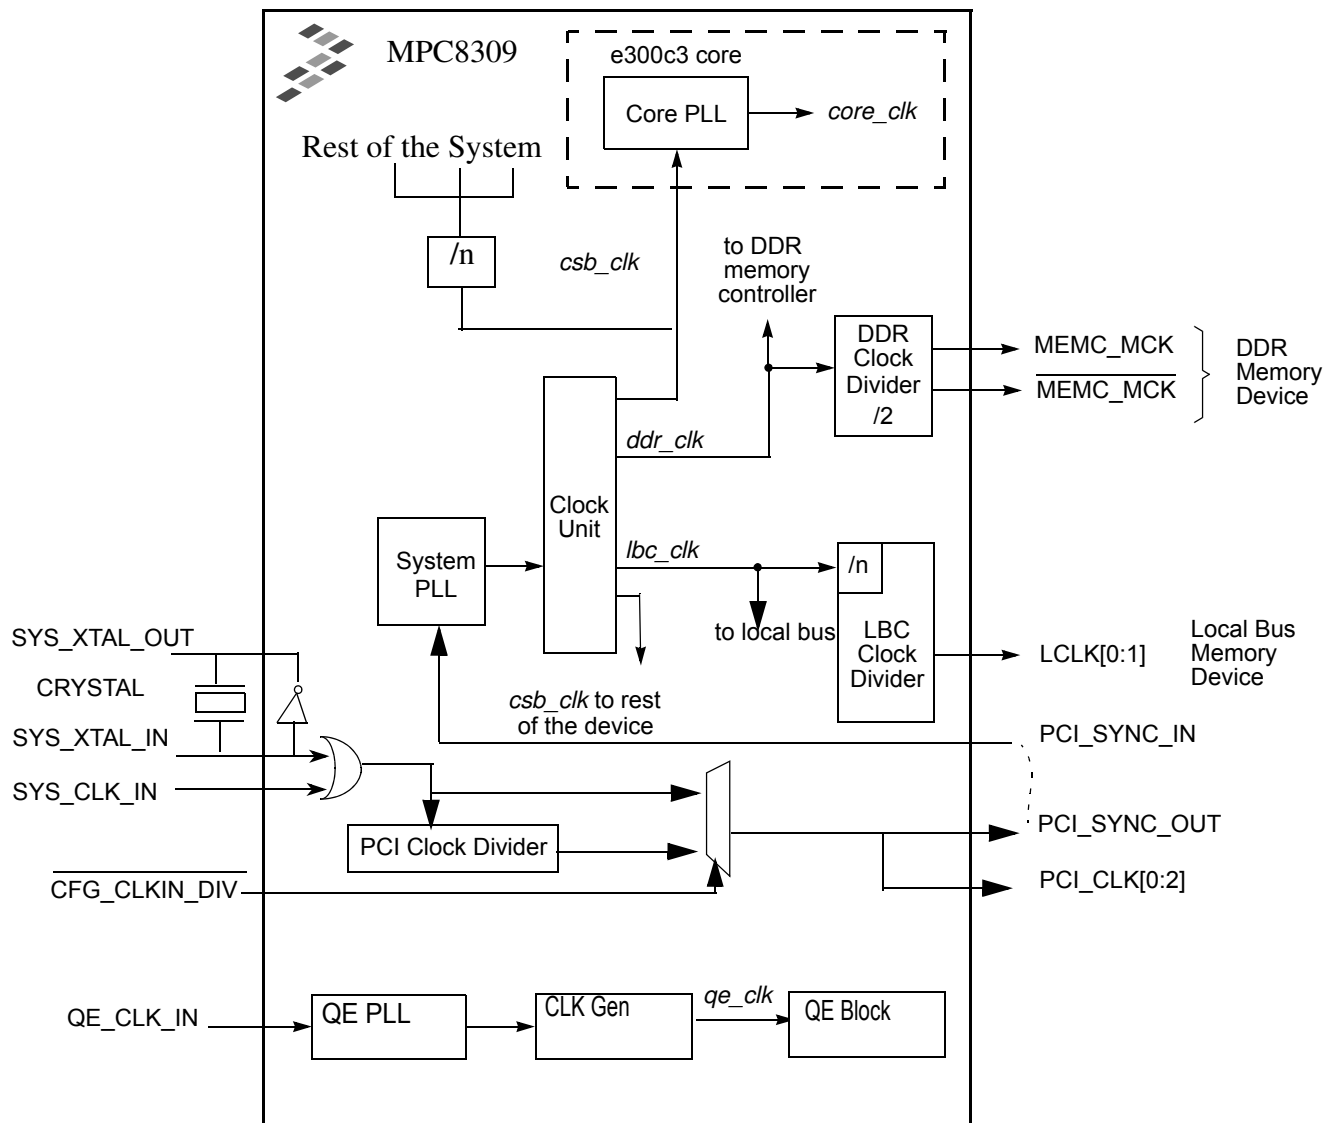 MPC8309
e300c3 core
Core PLL
core_clk
Rest of the System
/n
csb_clk
to DDR
memory
controller
DDR
Clock
Divider
/2
MEMC_MCK
MEMC_MCK
DDR
Memory
Device
ddr_clk
Clock
Unit
System
PLL
lbc_clk
/n
to local bus
LBC
Clock
Divider
LCLK[0:1]
Local Bus
Memory
Device
csb_clk to rest
of the device
SYS_XTAL_OUT
CRYSTAL
SYS_XTAL_IN
SYS_CLK_IN
PCI_SYNC_IN
PCI Clock Divider
PCI_SYNC_OUT
CFG_CLKIN_DIV
PCI_CLK[0:2]
QE_CLK_IN
QE PLL
CLK Gen
qe_clk
QE Block